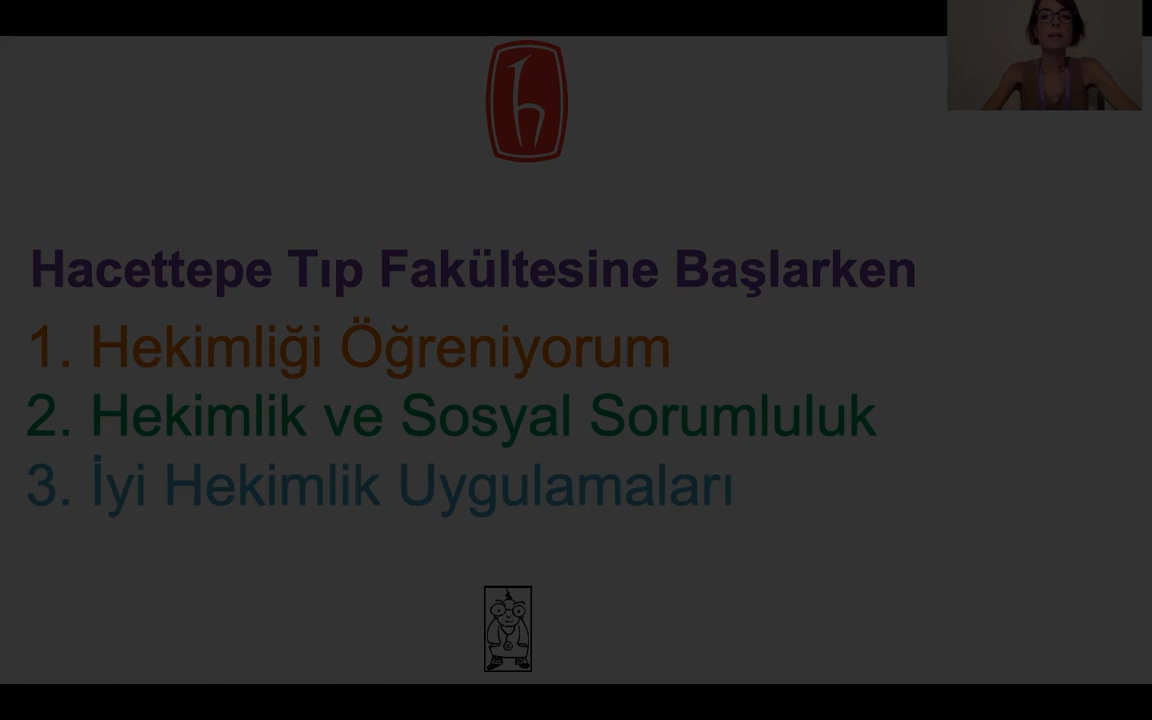 Hacettepe Tıp Fakültesine Başlarken
1. Hekimliği Öğreniyorum
2. Hekimlik ve Sosyal Sorumluluk
3. İyi Hekimlik Uygulamaları